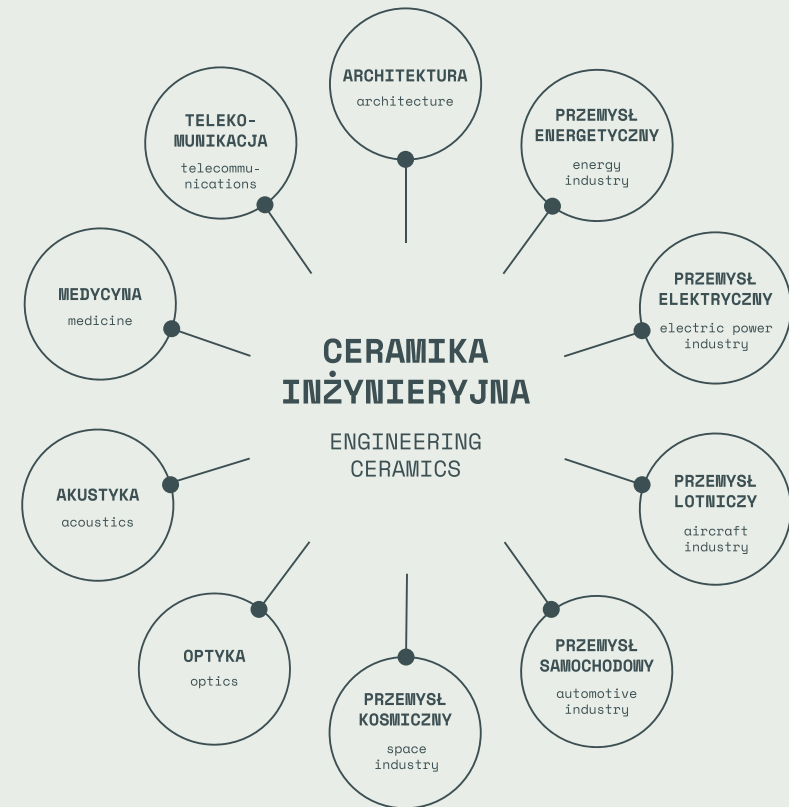 ARCHITEKTURA
architecture
TELEKO-
MUNIKACJA
telecommu-
nications
PRZEMYSŁ
ENERGETYCZNY
energy
industry
MEDYCYNA
medicine
PRZEMYSŁ
ELEKTRYCZNY
electric power
industry
CERAMIKA
INŻYNIERYJNA
ENGINEERING
CERAMICS
AKUSTYKA
acoustics
PRZEMYSŁ
LOTNICZY
aircraft
industry
OPTYKA
optics
PRZEMYSŁ
SAMOCHODOWY
automotive
industry
PRZEMYSŁ
KOSMICZNY
space
industry